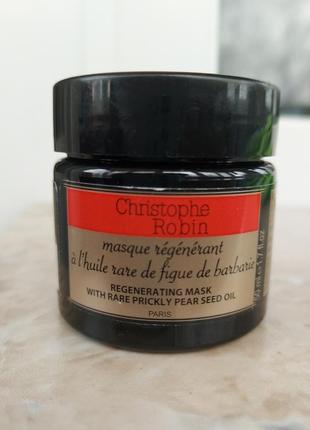 Christophe
Robin
masque régénérant
à l'huile rare de figue de barbarie
REGENERATING MASK
WITH RARE PRICKLY PEAR SEED OIL
PARIS